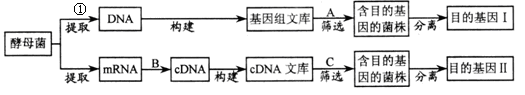 ① DNA 基因组文库 A 含目的基因的菌株 目的基因Ⅰ
提取 构建 筛选 分离
酵母菌
mRNA B cDNA cDNA 文库 C 含目的基因的菌株 目的基因Ⅱ
提取 构建 筛选 分离